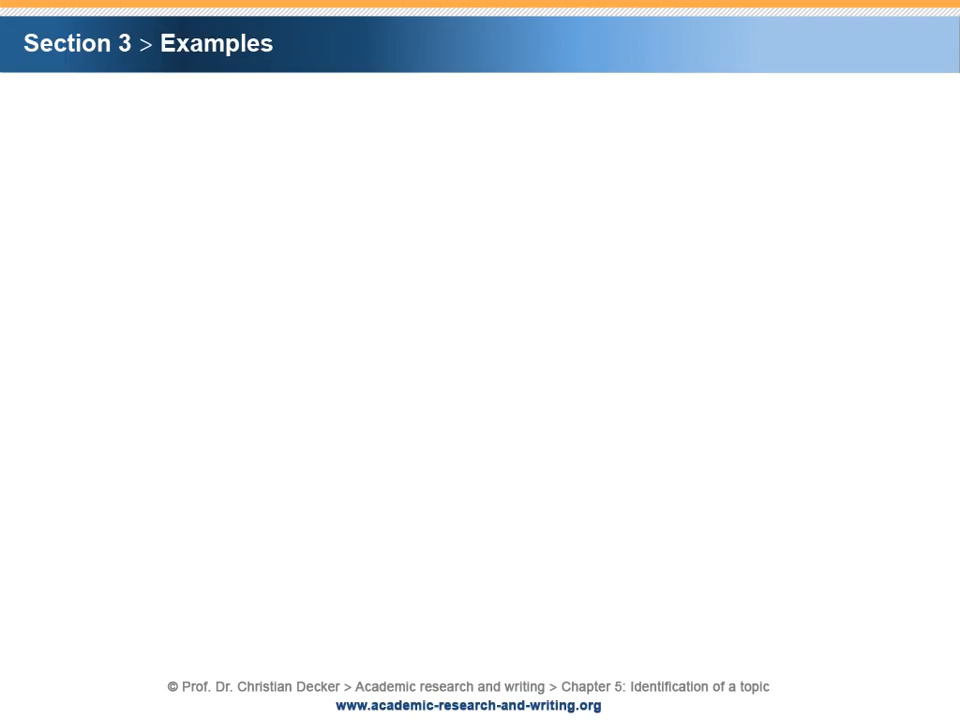 Section 3 > Examples
© Prof. Dr. Christian Decker > Academic research and writing > Chapter 5: Identification of a topic
www.academic-research-and-writing.org